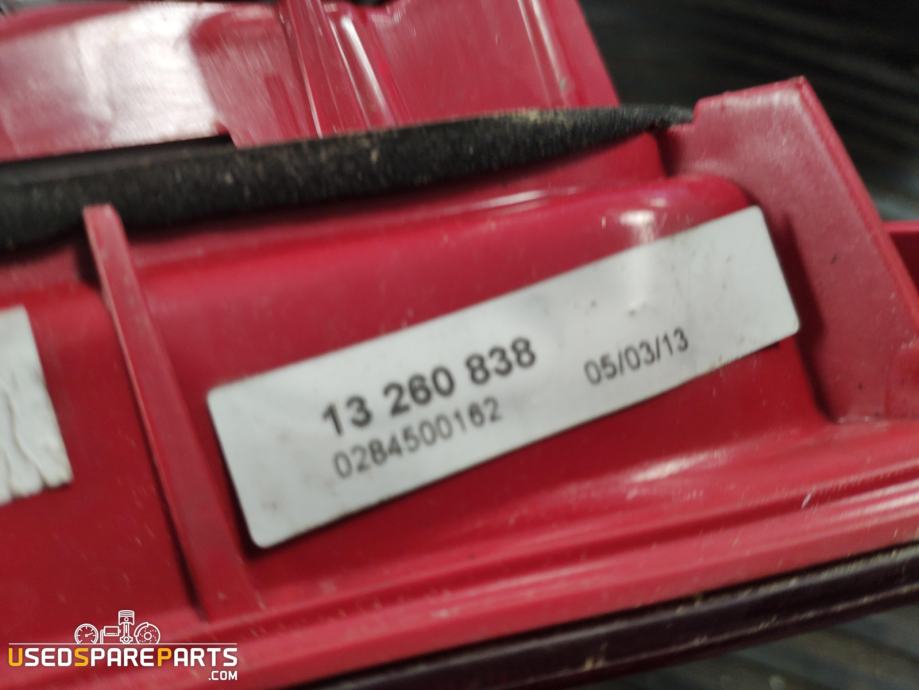 13 260 838
05/03/13
0284500162
USEDSPAREPARTS
.COM